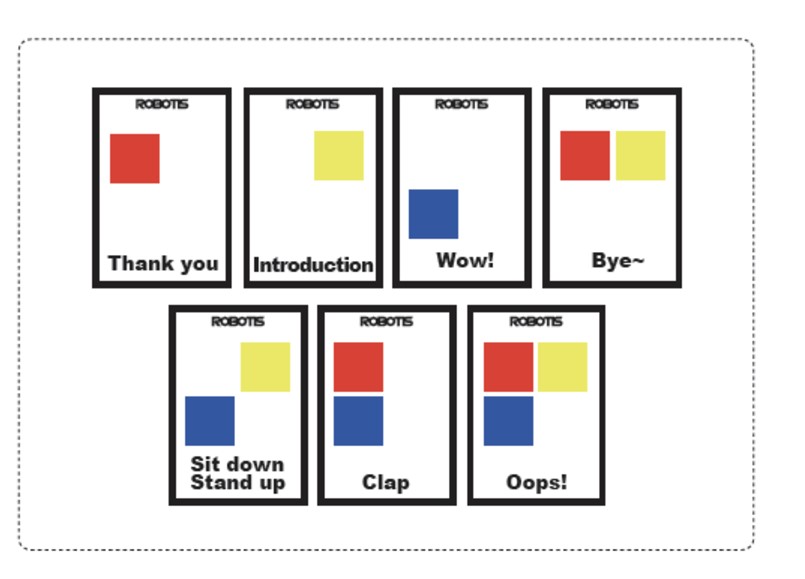 ROBOTIS
Thank you
ROBOTIS
Introduction
ROBOTIS
Wow!
ROBOTIS
Bye~
ROBOTIS
Sit down
Stand up
ROBOTIS
Clap
ROBOTIS
Oops!